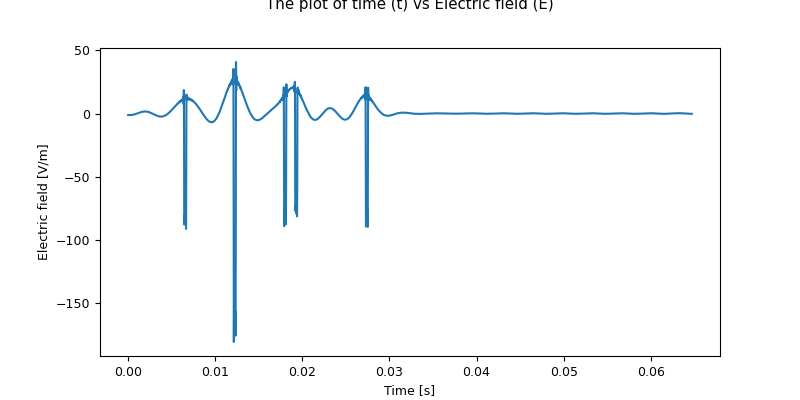 The plot of time (t) vs Electric field (E)
50
0
−50
−100
−150
Electric field [V/m]
0.00 0.01 0.02 0.03 0.04 0.05 0.06
Time [s]